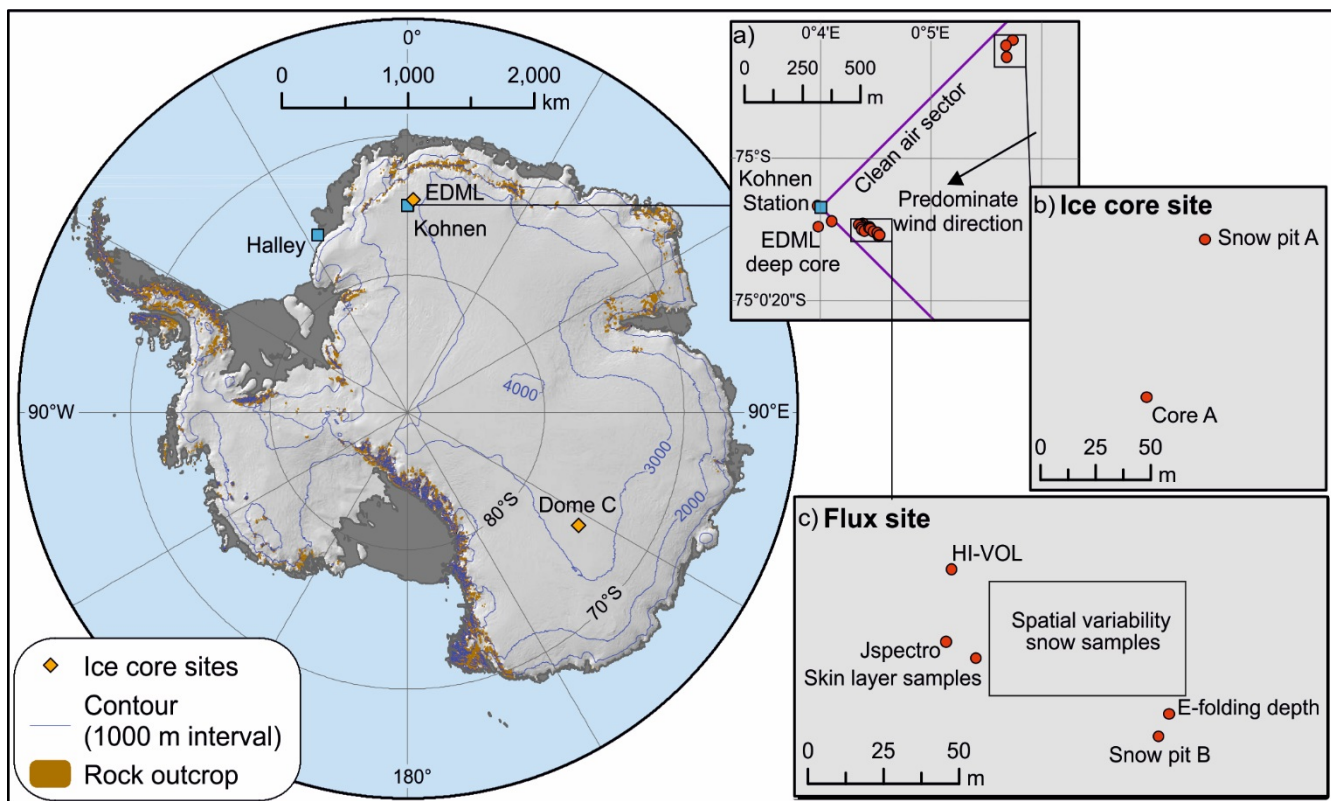 0°
0 1,000 2,000
km
EDML
Kohnen
Halley
90°W
90°E
4000
3000
2000
Dome C
80°S
70°S
180°
Ice core sites
Contour
(1000 m interval)
Rock outcrop
a)
0°4'E 0°5'E
0 250 500
m
Clean air sector
75°S
Kohnen
Station
Predominate
wind direction
EDML
deep core
75°0'20"S
b) Ice core site
Snow pit A
Core A
0 25 50
m
c) Flux site
HI-VOL
Spatial variability
snow samples
Jspectro
Skin layer samples
E-folding depth
Snow pit B
0 25 50
m